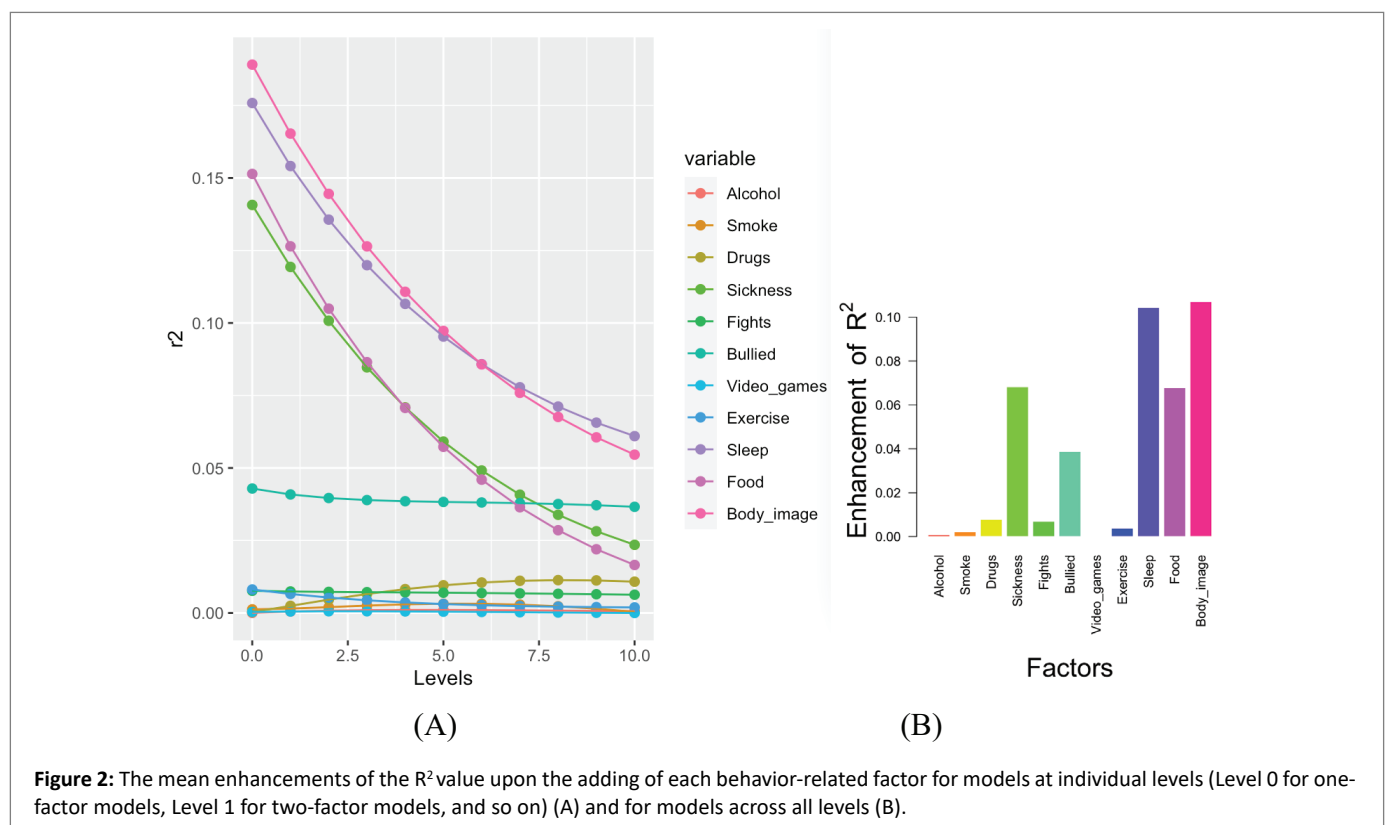 0.15
0.10
0.05
0.00
r2
0.0
2.5
5.0
7.5
10.0
Levels
variable
Alcohol
Smoke
Drugs
Sickness
Fights
Bullied
Video_games
Exercise
Sleep
Food
Body_image
(A)
Enhancement of R²
0.10
0.08
0.06
0.04
0.02
0.00
Alcohol
Smoke
Drugs
Sickness
Fights
Bullied
Video_games
Exercise
Sleep
Food
Body_image
Factors
(B)
Figure 2: The mean enhancements of the R² value upon the adding of each behavior-related factor for models at individual levels (Level 0 for one-
factor models, Level 1 for two-factor models, and so on) (A) and for models across all levels (B).